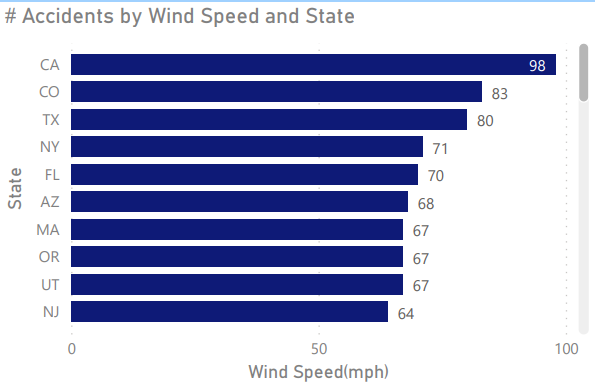 # Accidents by Wind Speed and State
State
CA 98
CO 83
TX 80
NY 71
FL 70
AZ 68
MA 67
OR 67
UT 67
NJ 64
0 50 100
Wind Speed(mph)